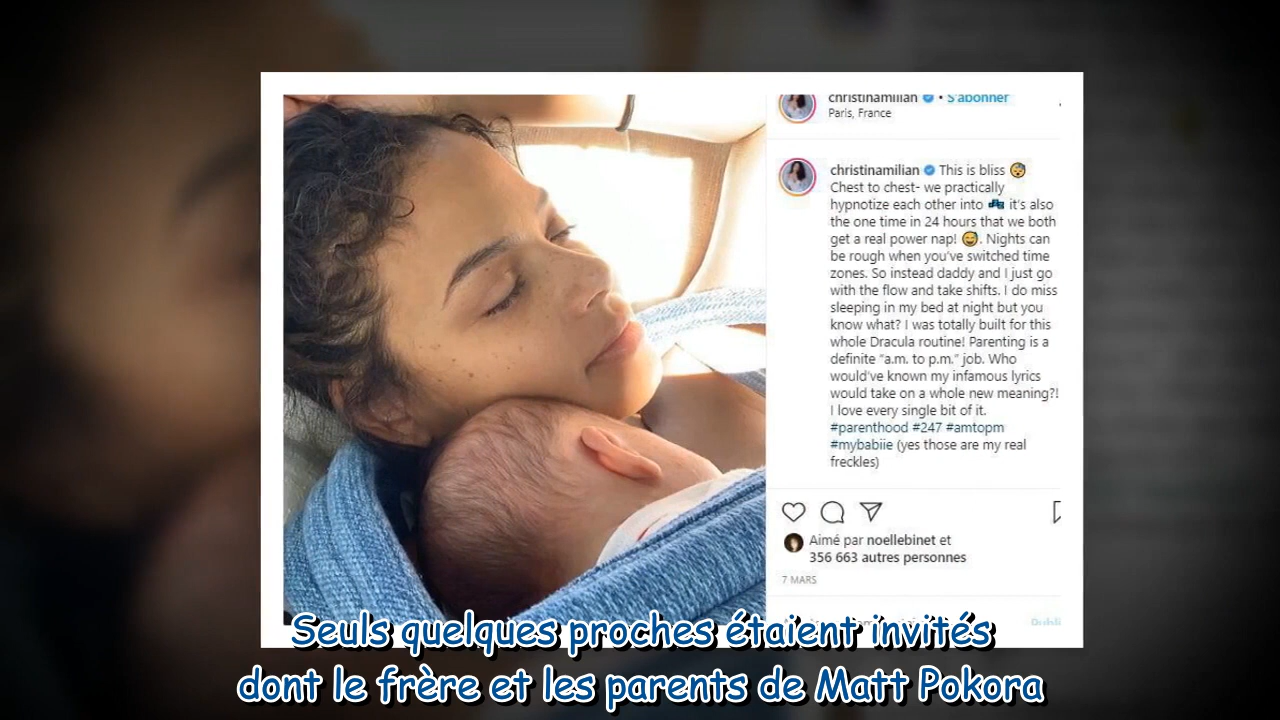 christinamilian • S'abonner
Paris, France
christinamilian This is bliss 😴
Chest to chest- we practically
hypnotize each other into 💤 it's also
the one time in 24 hours that we both
get a real power nap! 😅. Nights can
be rough when you've switched time
zones. So instead daddy and I just go
with the flow and take shifts. I do miss
sleeping in my bed at night but you
know what? I was totally built for this
whole Dracula routine! Parenting is a
definite "a.m. to p.m." job. Who
would've known my infamous lyrics
would take on a whole new meaning?!
I love every single bit of it.
#parenthood #247 #amtopm
#mybabiie (yes those are my real
freckles)
Aimé par noellebinet et
356 663 autres personnes
7 MARS
Seuls quelques proches étaient invités
dont le frère et les parents de Matt Pokora